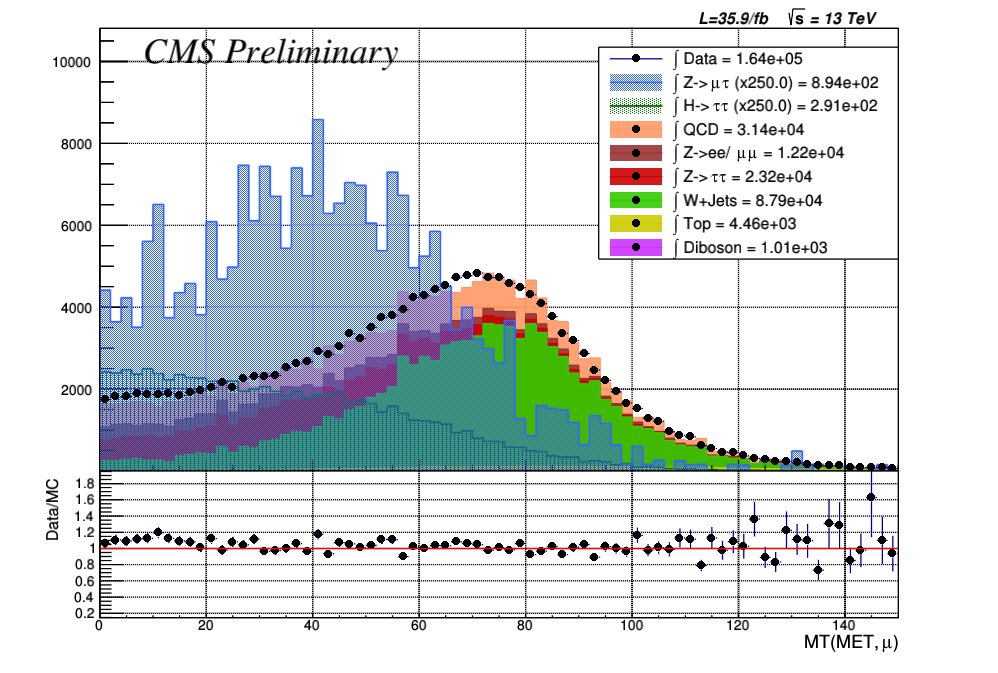 L=35.9/fb √s = 13 TeV
CMS Preliminary
∫ Data = 1.64e+05
∫ Z->μτ (x250.0) = 8.94e+02
∫ H->ττ (x250.0) = 2.91e+02
∫ QCD = 3.14e+04
∫ Z->ee/ μμ = 1.22e+04
∫ Z->ττ = 2.32e+04
∫ W+Jets = 8.79e+04
∫ Top = 4.46e+03
∫ Diboson = 1.01e+03
10000
8000
6000
4000
2000
Data/MC
1.8
1.6
1.4
1.2
1
0.8
0.6
0.4
0.2
0 20 40 60 80 100 120 140
MT(MET, μ)